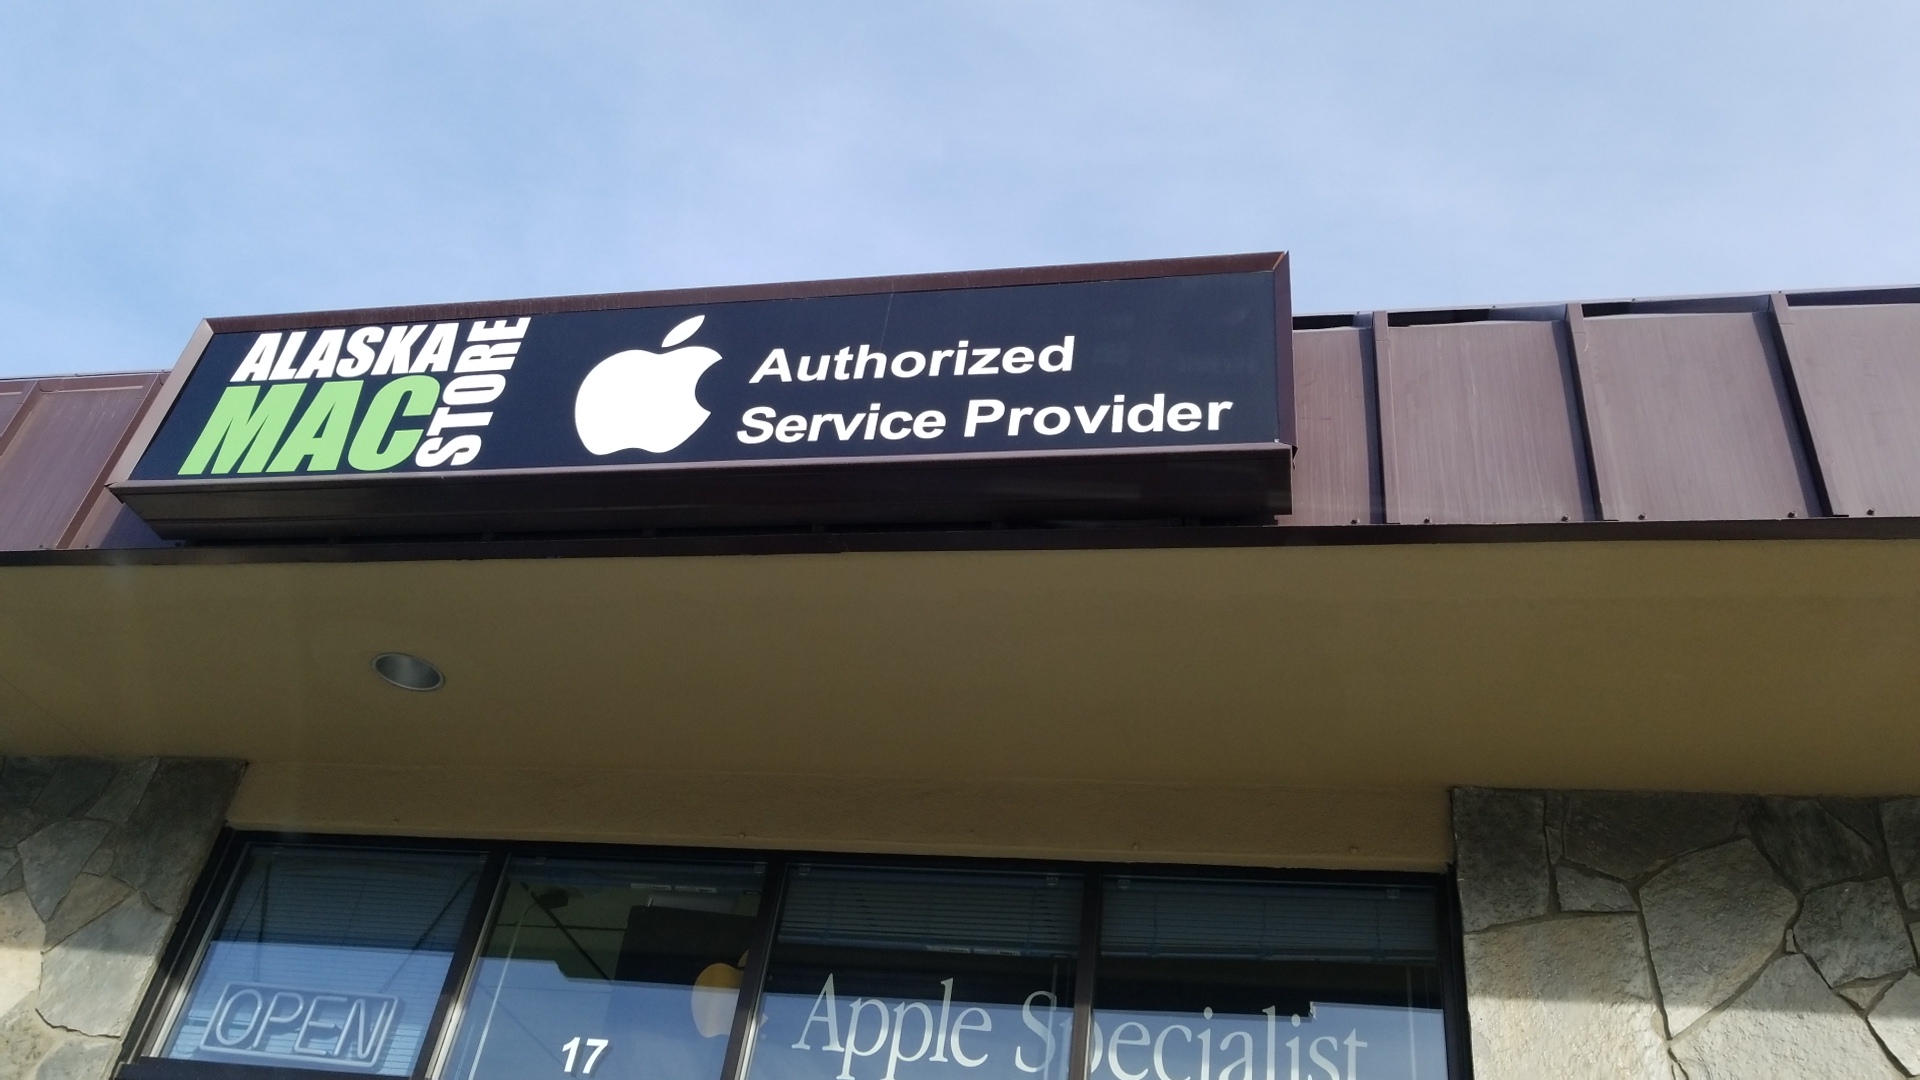 ALASKA
MAC
STORE
Authorized
Service Provider
OPEN
17
Apple Specialist